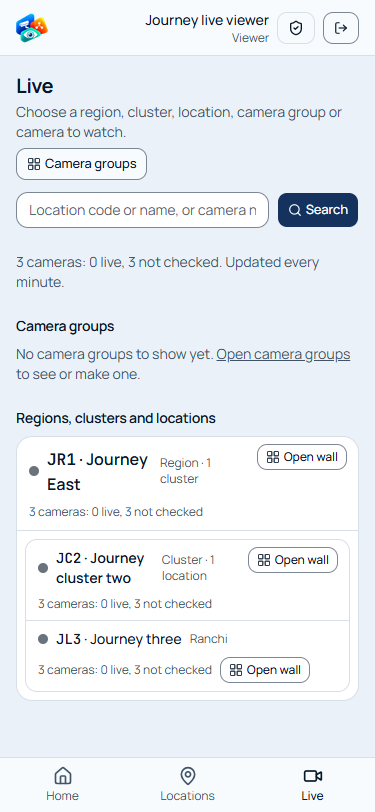 Journey live viewer
Viewer
Live
Choose a region, cluster, location, camera group or
camera to watch.
Camera groups
Location code or name, or camera n
Search
3 cameras: 0 live, 3 not checked. Updated every
minute.
Camera groups
No camera groups to show yet. Open camera groups
to see or make one.
Regions, clusters and locations
JR1 · Journey
East
Region · 1
cluster
Open wall
3 cameras: 0 live, 3 not checked
JC2 · Journey
cluster two
Cluster · 1
location
Open wall
3 cameras: 0 live, 3 not checked
JL3 · Journey three Ranchi
3 cameras: 0 live, 3 not checked Open wall
Home Locations Live